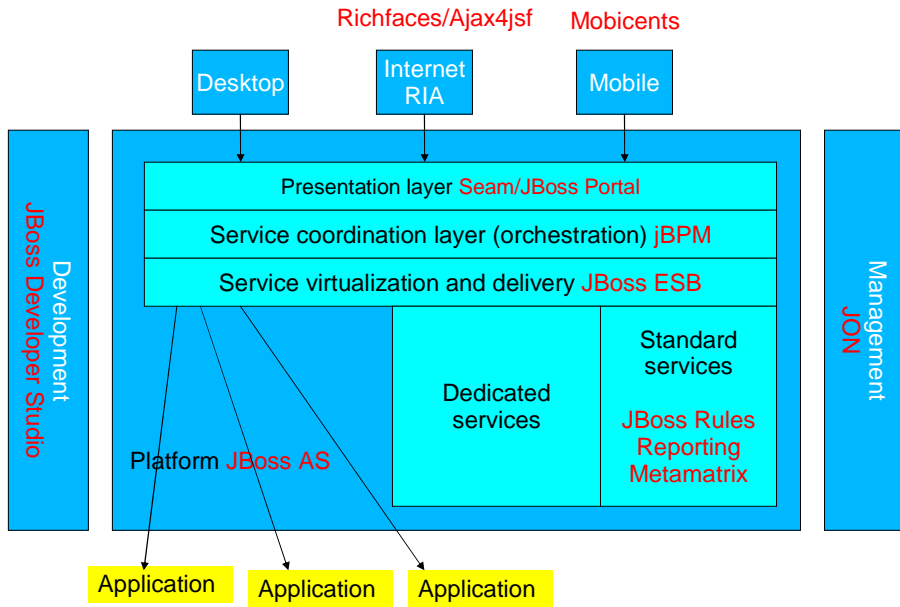 Richfaces/Ajax4jsf
Mobicents
Desktop
Internet
RIA
Mobile
Development
JBoss Developer Studio
Presentation layer Seam/JBoss Portal
Service coordination layer (orchestration) jBPM
Service virtualization and delivery JBoss ESB
Dedicated
services
Standard
services
JBoss Rules
Reporting
Metamatrix
Platform JBoss AS
Management
JON
Application
Application
Application